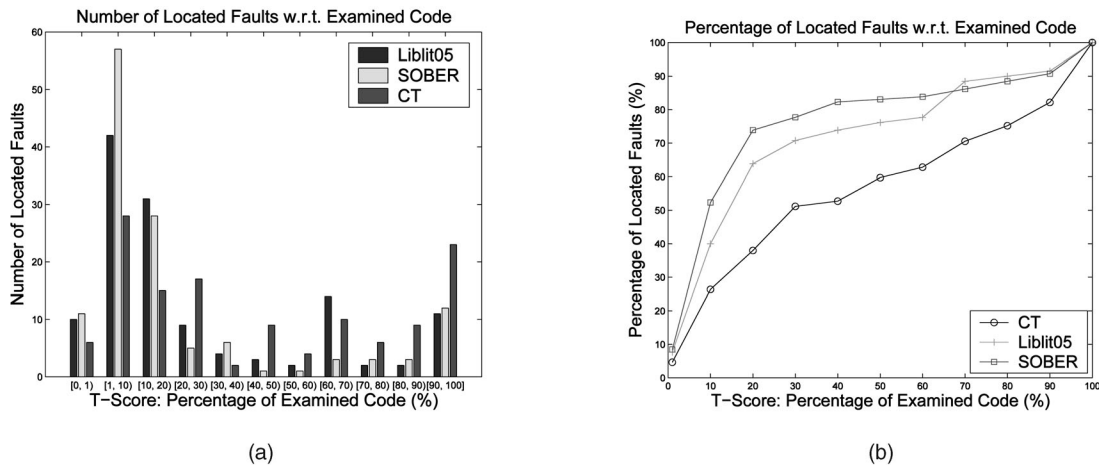 Number of Located Faults w.r.t. Examined Code
Number of Located Faults
60
50
40
30
20
10
0
Liblit05
SOBER
CT
[0, 1) [1, 10) [10, 20) [20, 30) [30, 40) [40, 50) [50, 60) [60, 70) [70, 80) [80, 90) [90, 100]
T-Score: Percentage of Examined Code (%)
(a)
Percentage of Located Faults w.r.t. Examined Code
Percentage of Located Faults (%)
100
90
80
70
60
50
40
30
20
10
0
CT
Liblit05
SOBER
10 20 30 40 50 60 70 80 90 100
T-Score: Percentage of Examined Code (%)
(b)